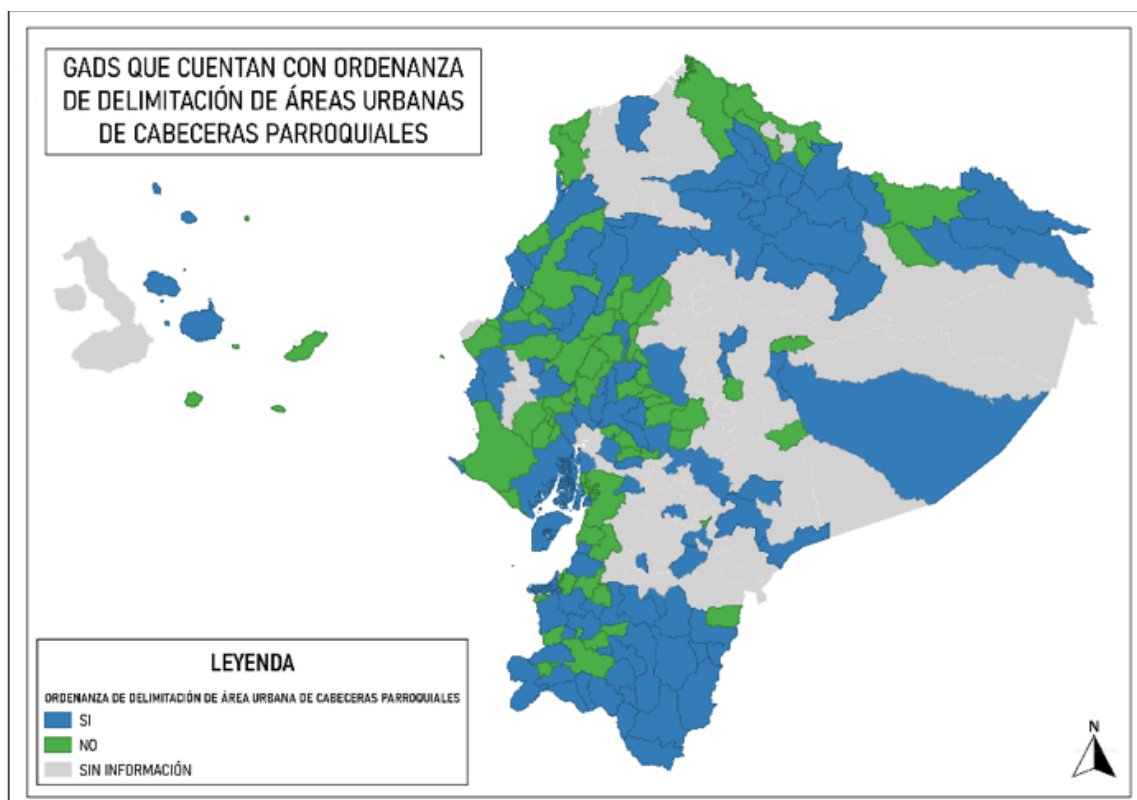 GADS QUE CUENTAN CON ORDENANZA
DE DELIMITACIÓN DE ÁREAS URBANAS
DE CABECERAS PARROQUIALES
LEYENDA
ORDENANZA DE DELIMITACIÓN DE ÁREA URBANA DE CABECERAS PARROQUIALES
SI
NO
SIN INFORMACIÓN
N